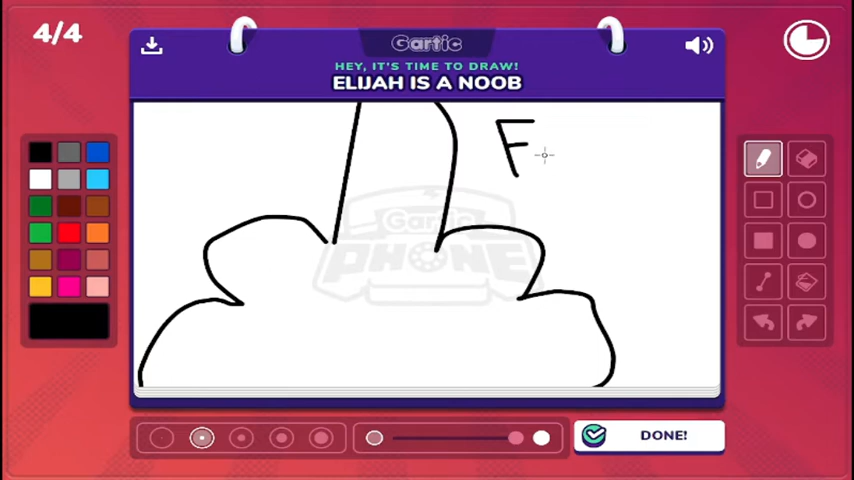 4/4
Gartic
HEY, IT'S TIME TO DRAW!
ELIJAH IS A NOOB
F
Gartic
PHONE
DONE!